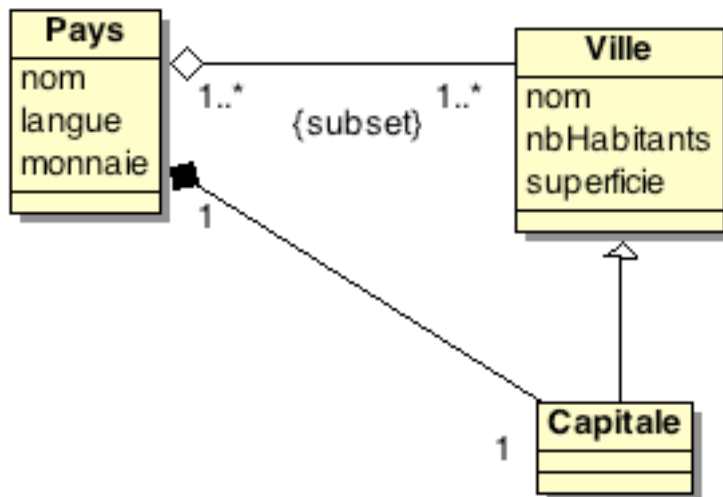 Pays
nom
langue
monnaie
1..*
1..*
{subset}
Ville
nom
nbHabitants
superficie
1
1
Capitale